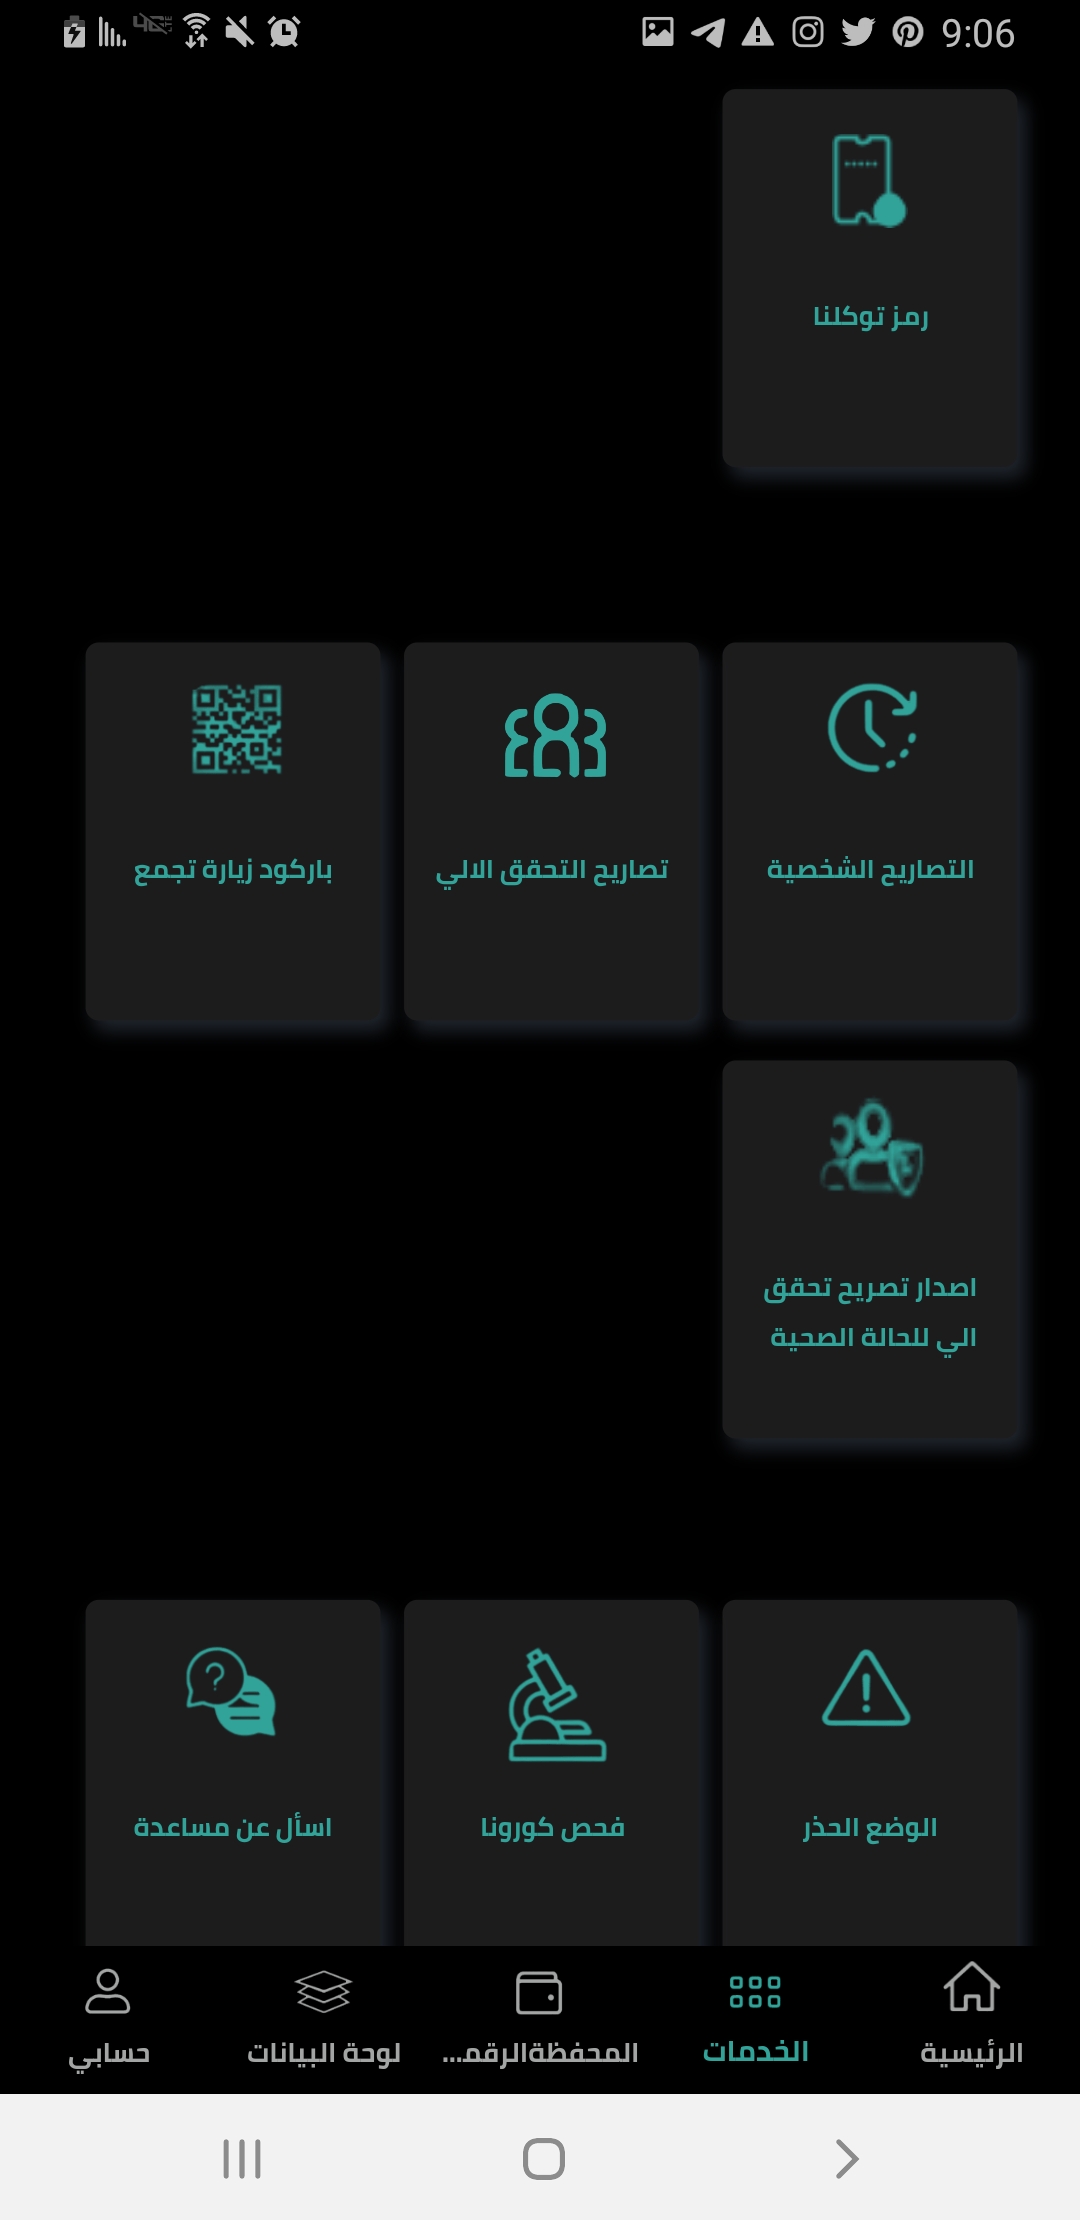 9:06
رمز توكلنا
التصاريح الشخصية
تصاريح التحقق الالي
باركود زيارة تجمع
اصدار تصريح تحقق
الي للحالة الصحية
الوضع الحذر
فحص كورونا
اسأل عن مساعدة
الرئيسية
الخدمات
المحفظةالرقمـ...
لوحة البيانات
حسابي